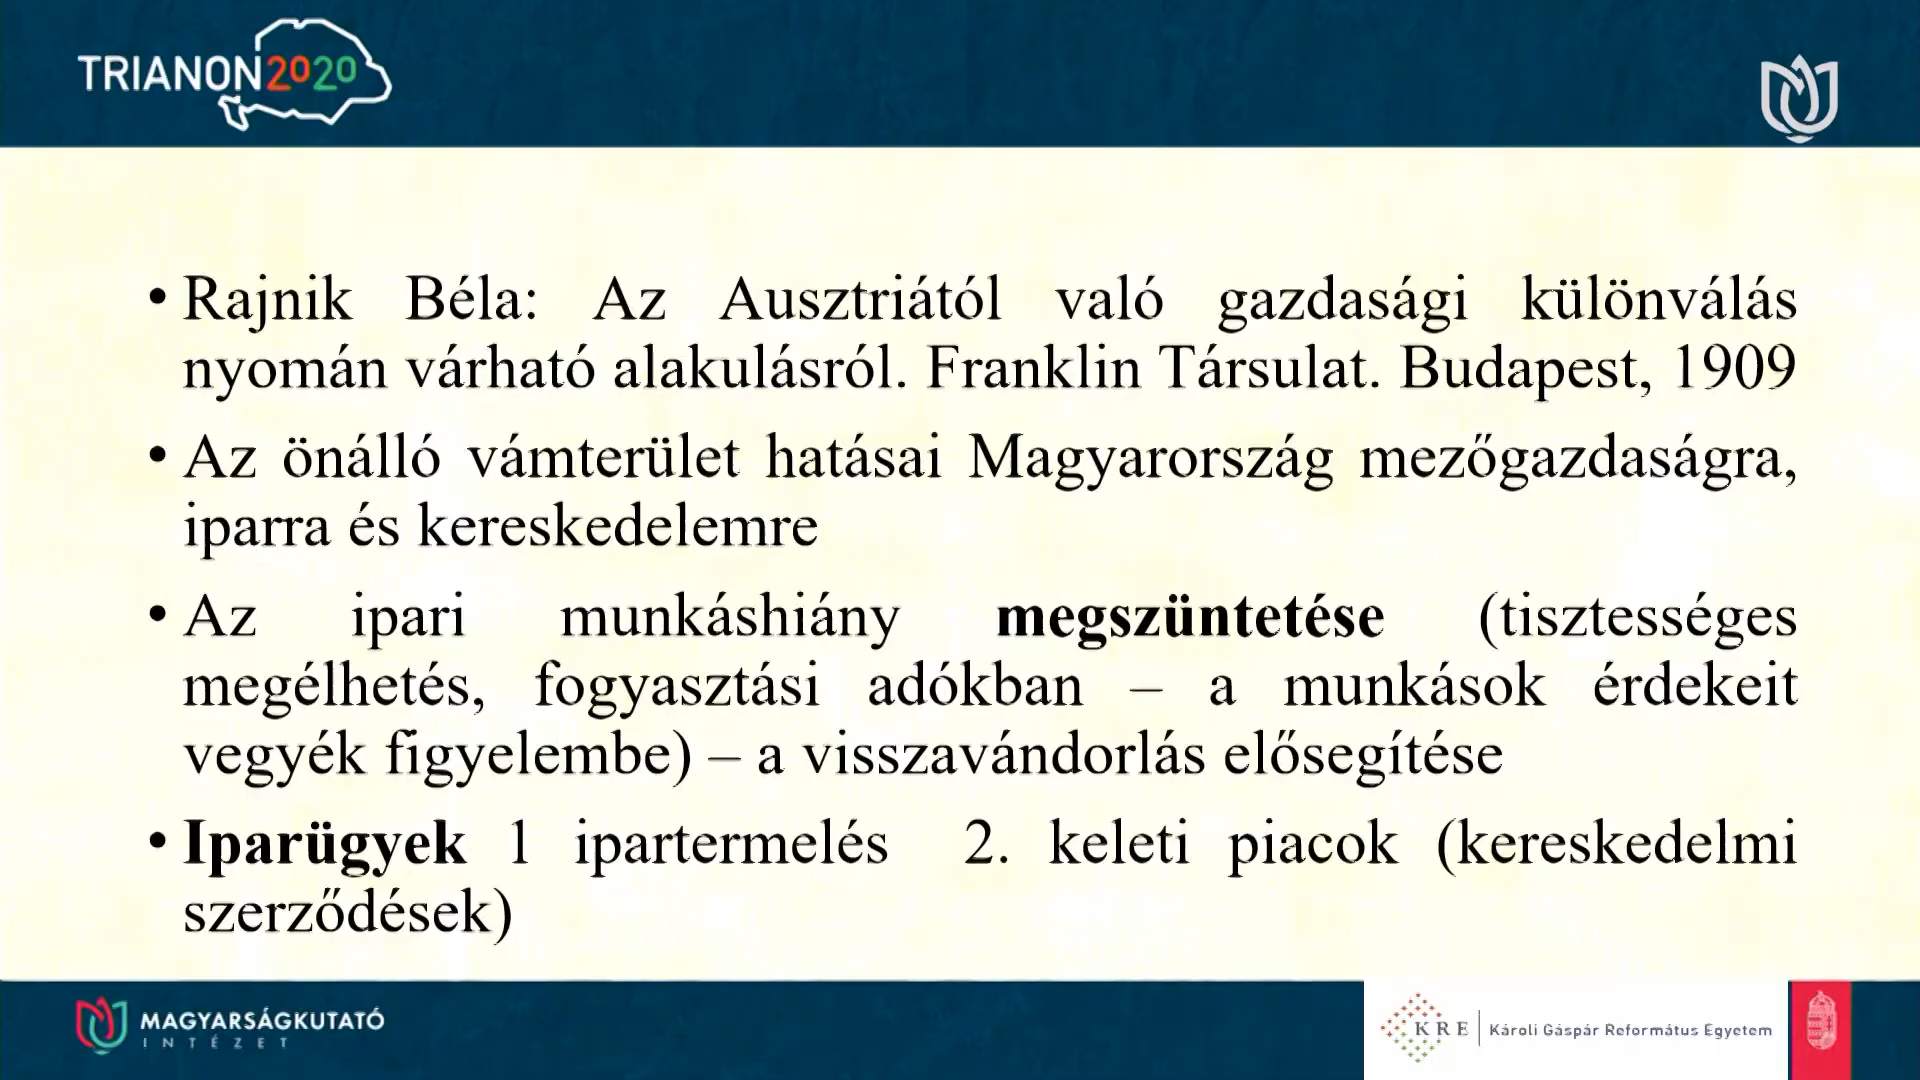 TRIANON2020
• Rajnik Béla: Az Ausztriától való gazdasági különválás
nyomán várható alakulásról. Franklin Társulat. Budapest, 1909
• Az önálló vámterület hatásai Magyarország mezőgazdaságra,
iparra és kereskedelemre
• Az ipari munkáshiány megszüntetése (tisztességes
megélhetés, fogyasztási adókban – a munkások érdekeit
vegyék figyelembe) – a visszavándorlás elősegítése
• Iparügyek 1 ipartermelés 2. keleti piacok (kereskedelmi
szerződések)
MAGYARSÁGKUTATÓ
INTÉZET
KRE
Károli Gáspár Református Egyetem